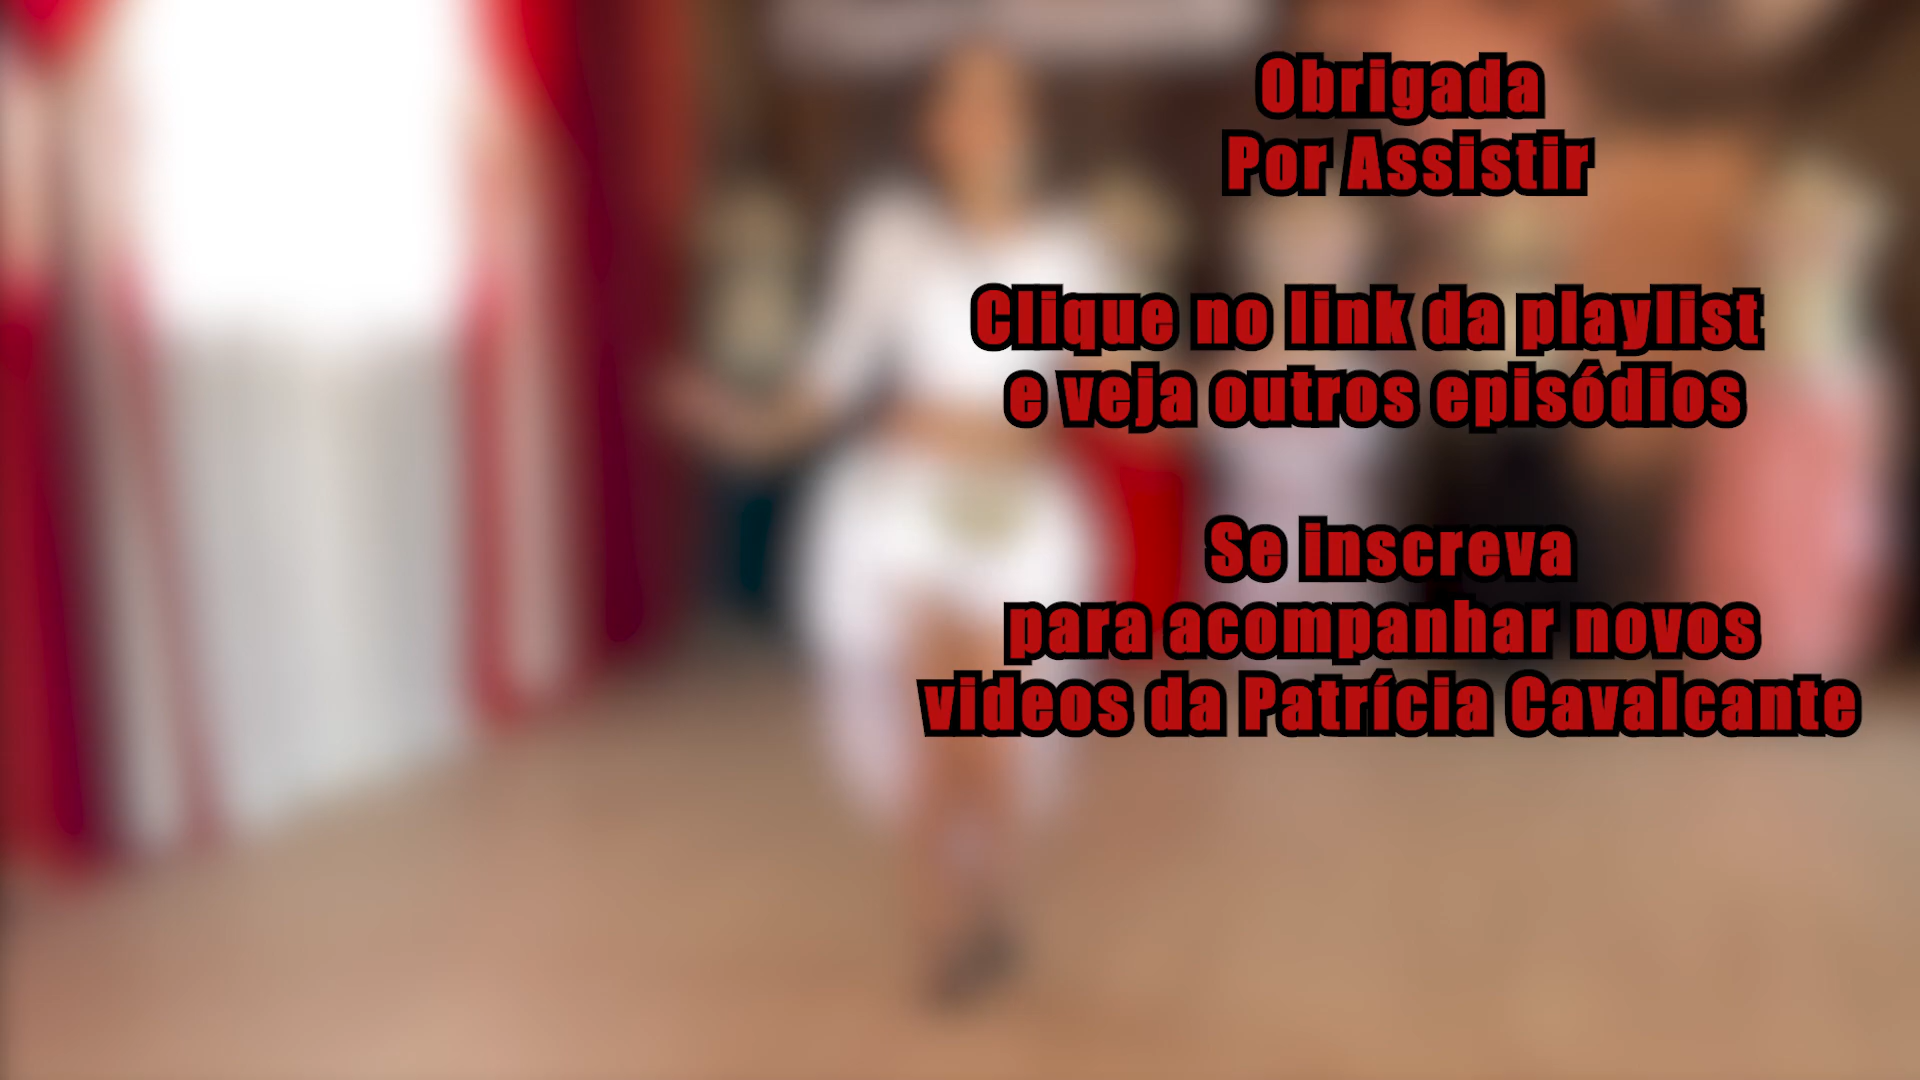 Obrigada
Por Assistir
Clique no link da playlist
e veja outros episódios
Se inscreva
para acompanhar novos
videos da Patrícia Cavalcante